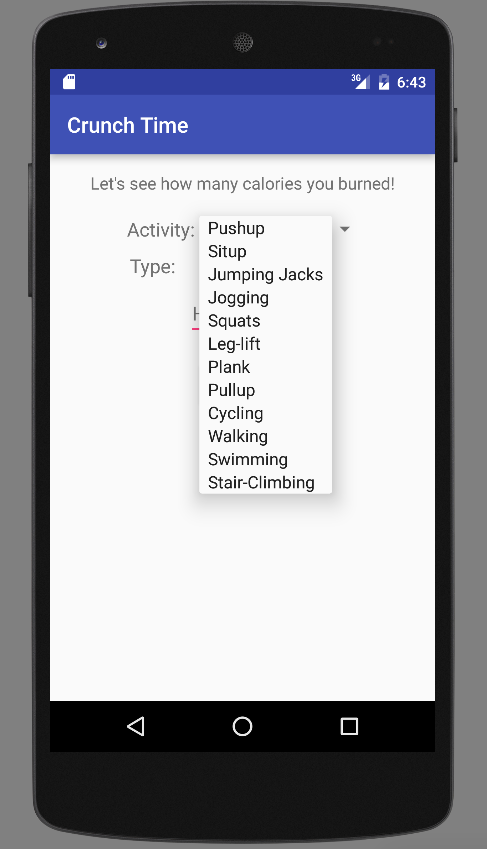 3G 6:43
Crunch Time
Let's see how many calories you burned!
Activity:
Pushup
Situp
Type:
Jumping Jacks
Jogging
Squats
Leg-lift
Plank
Pullup
Cycling
Walking
Swimming
Stair-Climbing